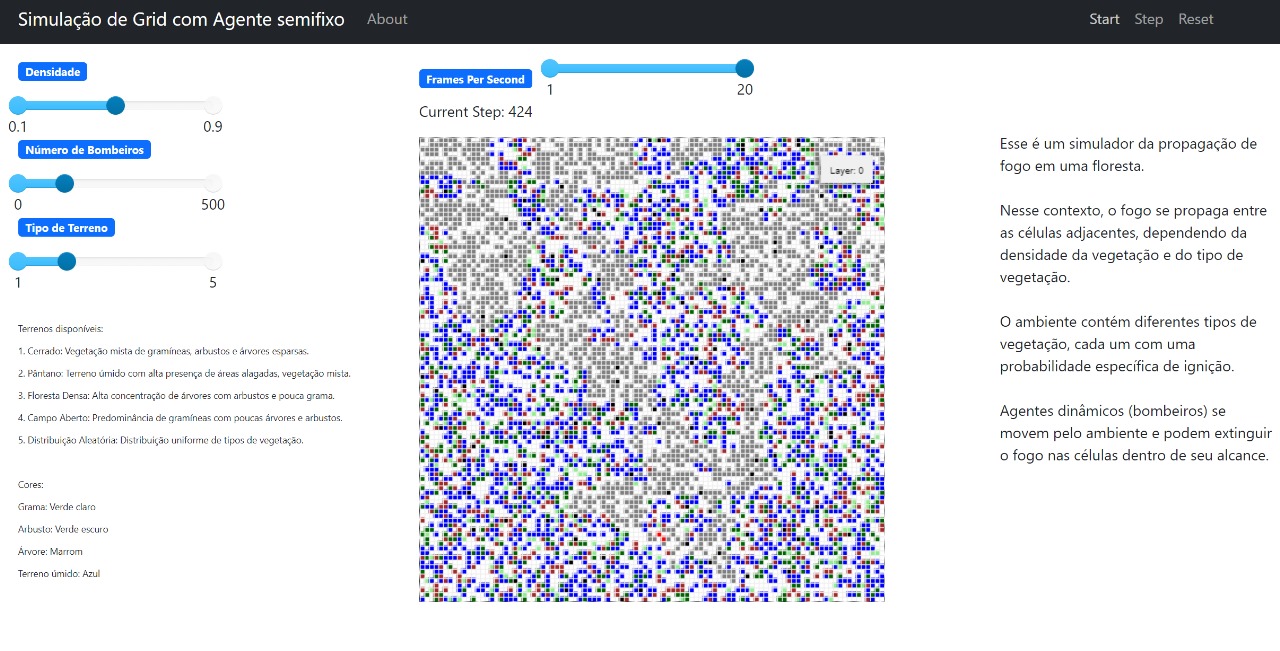 Simulação de Grid com Agente semifixo About Start Step Reset
Densidade
0.1 0.9
Número de Bombeiros
0 500
Tipo de Terreno
1 5
Terrenos disponíveis:
1. Cerrado: Vegetação mista de gramíneas, arbustos e árvores esparsas.
2. Pântano: Terreno úmido com alta presença de áreas alagadas, vegetação mista.
3. Floresta Densa: Alta concentração de árvores com arbustos e pouca grama.
4. Campo Aberto: Predominância de gramíneas com poucas árvores e arbustos.
5. Distribuição Aleatória: Distribuição uniforme de tipos de vegetação.
Cores:
Grama: Verde claro
Arbusto: Verde escuro
Árvore: Marrom
Terreno úmido: Azul
Frames Per Second
1 20
Current Step: 424
Layer: 0
Esse é um simulador da propagação de
fogo em uma floresta.
Nesse contexto, o fogo se propaga entre
as células adjacentes, dependendo da
densidade da vegetação e do tipo de
vegetação.
O ambiente contém diferentes tipos de
vegetação, cada um com uma
probabilidade específica de ignição.
Agentes dinâmicos (bombeiros) se
movem pelo ambiente e podem extinguir
o fogo nas células dentro de seu alcance.